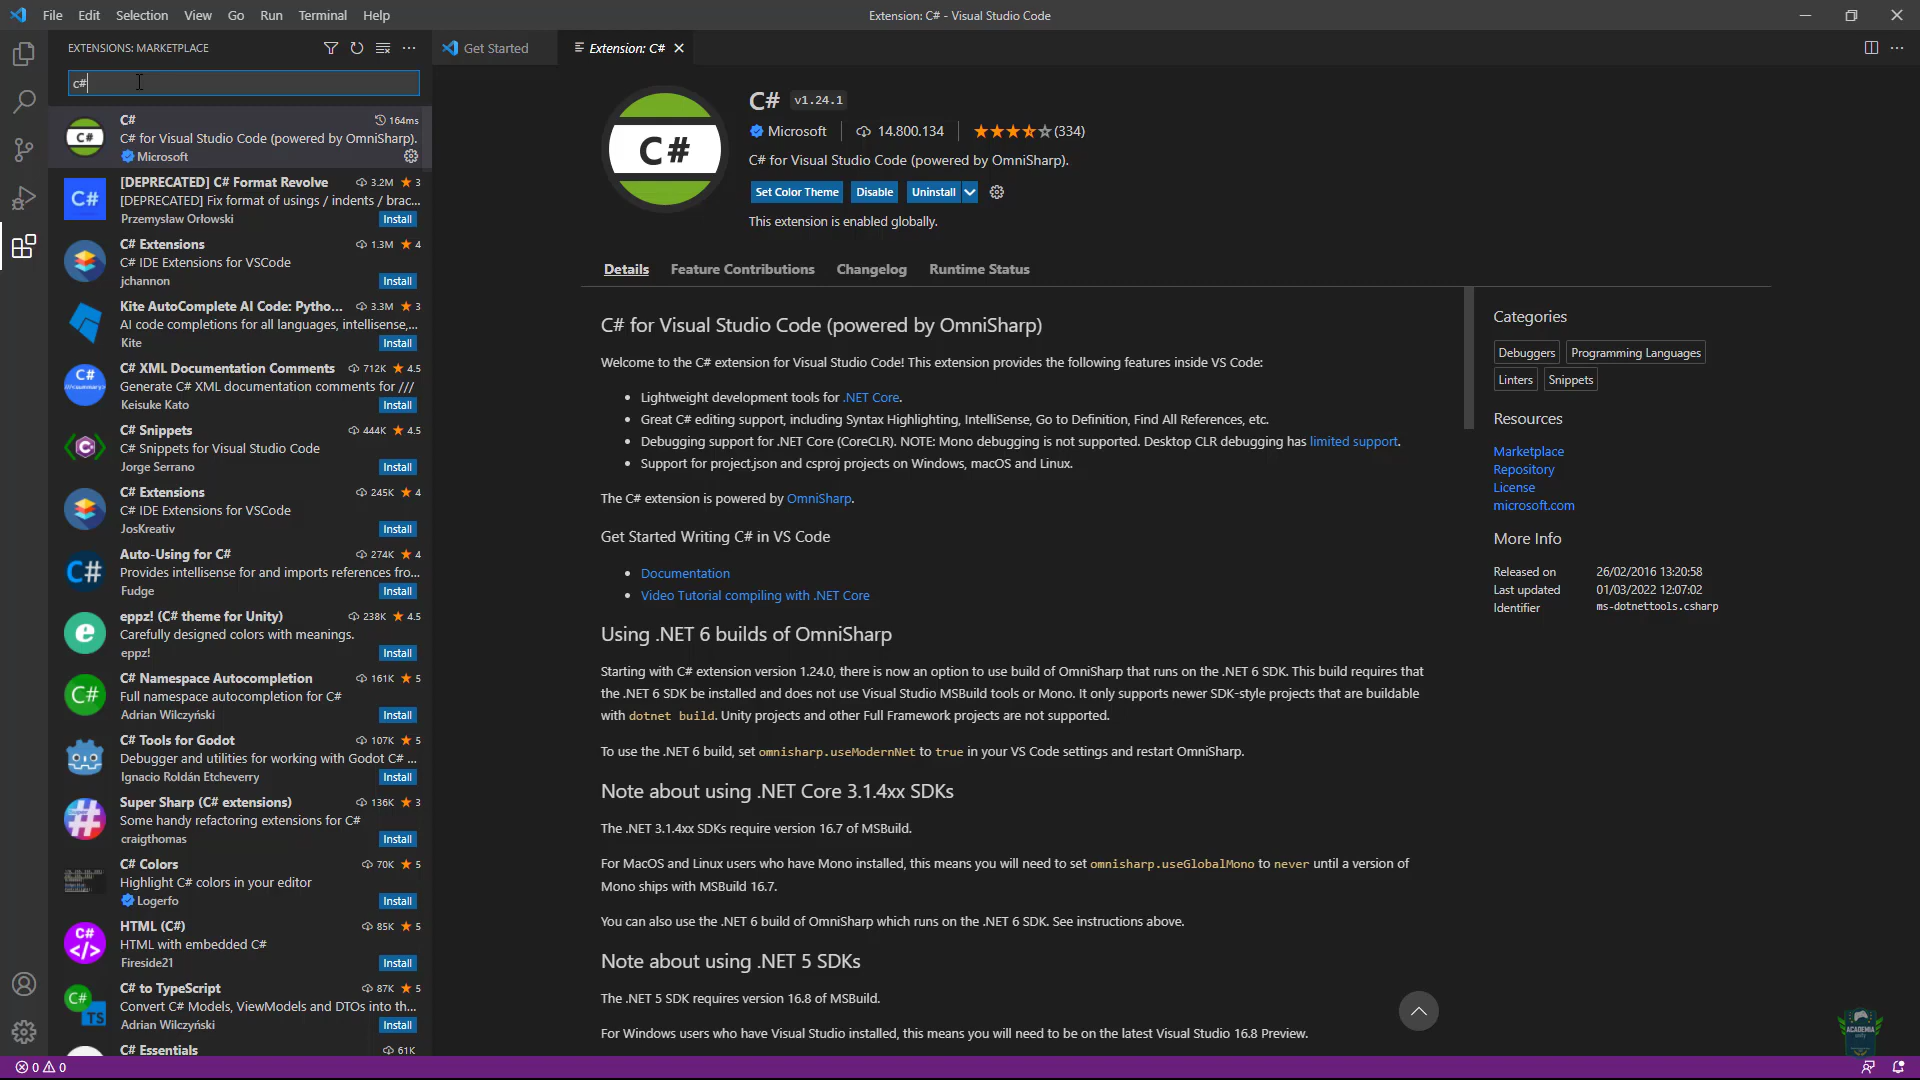 File Edit Selection View Go Run Terminal Help
Extension: C# - Visual Studio Code
EXTENSIONS: MARKETPLACE
Get Started
Extension: C#
c#
C# 164ms
C# for Visual Studio Code (powered by OmniSharp).
Microsoft
[DEPRECATED] C# Format Revolve 3.2M 3
[DEPRECATED] Fix format of usings / indents / brac...
Przemysław Orłowski Install
C# Extensions 1.3M 4
C# IDE Extensions for VSCode
jchannon Install
Kite AutoComplete AI Code: Pytho... 3.3M 3
AI code completions for all languages, intellisense,...
Kite Install
C# XML Documentation Comments 712K 4.5
Generate C# XML documentation comments for ///
Keisuke Kato Install
C# Snippets 444K 4.5
C# Snippets for Visual Studio Code
Jorge Serrano Install
C# Extensions 245K 4
C# IDE Extensions for VSCode
JosKreativ Install
Auto-Using for C# 274K 4
Provides intellisense for and imports references fro...
Fudge Install
eppz! (C# theme for Unity) 238K 4.5
Carefully designed colors with meanings.
eppz! Install
C# Namespace Autocompletion 161K 5
Full namespace autocompletion for C#
Adrian Wilczyński Install
C# Tools for Godot 107K 5
Debugger and utilities for working with Godot C# ...
Ignacio Roldán Etcheverry Install
Super Sharp (C# extensions) 136K 3
Some handy refactoring extensions for C#
craigthomas Install
C# Colors 70K 5
Highlight C# colors in your editor
Logerfo Install
HTML (C#) 85K 5
HTML with embedded C#
Fireside21 Install
C# to TypeScript 87K 5
Convert C# Models, ViewModels and DTOs into th...
Adrian Wilczyński Install
C# Essentials 61K
C#
C# v1.24.1
Microsoft 14.800.134 (334)
C# for Visual Studio Code (powered by OmniSharp).
Set Color Theme Disable Uninstall
This extension is enabled globally.
Details Feature Contributions Changelog Runtime Status
C# for Visual Studio Code (powered by OmniSharp)
Welcome to the C# extension for Visual Studio Code! This extension provides the following features inside VS Code:
Lightweight development tools for .NET Core.
Great C# editing support, including Syntax Highlighting, IntelliSense, Go to Definition, Find All References, etc.
Debugging support for .NET Core (CoreCLR). NOTE: Mono debugging is not supported. Desktop CLR debugging has limited support.
Support for project.json and csproj projects on Windows, macOS and Linux.
The C# extension is powered by OmniSharp.
Get Started Writing C# in VS Code
Documentation
Video Tutorial compiling with .NET Core
Using .NET 6 builds of OmniSharp
Starting with C# extension version 1.24.0, there is now an option to use build of OmniSharp that runs on the .NET 6 SDK. This build requires that
the .NET 6 SDK be installed and does not use Visual Studio MSBuild tools or Mono. It only supports newer SDK-style projects that are buildable
with dotnet build. Unity projects and other Full Framework projects are not supported.
To use the .NET 6 build, set omnisharp.useModernNet to true in your VS Code settings and restart OmniSharp.
Note about using .NET Core 3.1.4xx SDKs
The .NET 3.1.4xx SDKs require version 16.7 of MSBuild.
For MacOS and Linux users who have Mono installed, this means you will need to set omnisharp.useGlobalMono to never until a version of
Mono ships with MSBuild 16.7.
You can also use the .NET 6 build of OmniSharp which runs on the .NET 6 SDK. See instructions above.
Note about using .NET 5 SDKs
The .NET 5 SDK requires version 16.8 of MSBuild.
For Windows users who have Visual Studio installed, this means you will need to be on the latest Visual Studio 16.8 Preview.
Categories
Debuggers Programming Languages
Linters Snippets
Resources
Marketplace
Repository
License
microsoft.com
More Info
Released on 26/02/2016 13:20:58
Last updated 01/03/2022 12:07:02
Identifier ms-dotnettools.csharp
ACADEMIA
0 0